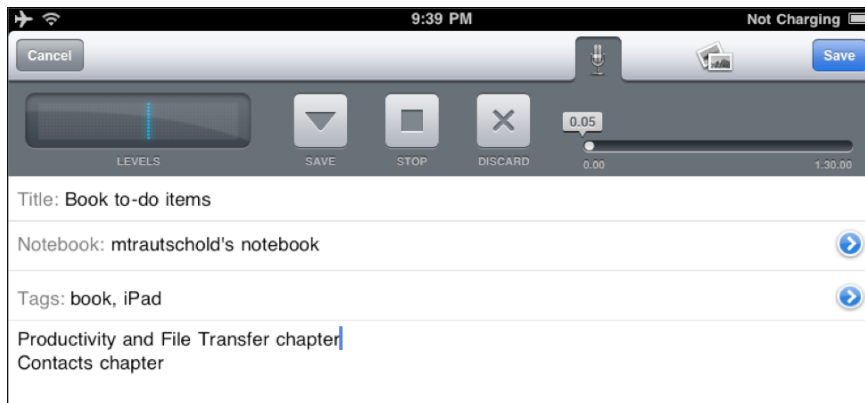 9:39 PM
Not Charging
Cancel
Save
0.05
LEVELS
SAVE
STOP
DISCARD
0.00
1.30.00
Title: Book to-do items
Notebook: mtrautschold's notebook
Tags: book, iPad
Productivity and File Transfer chapter
Contacts chapter